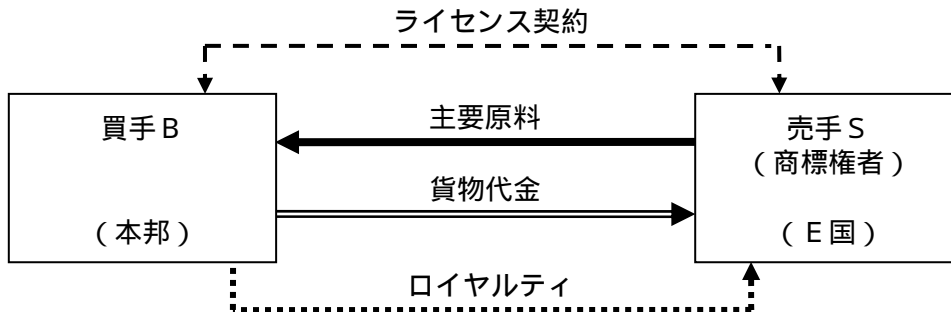 ライセンス契約
買手B
主要原料
売手S
(商標権者)
貨物代金
(本邦)
(E国)
ロイヤルティ